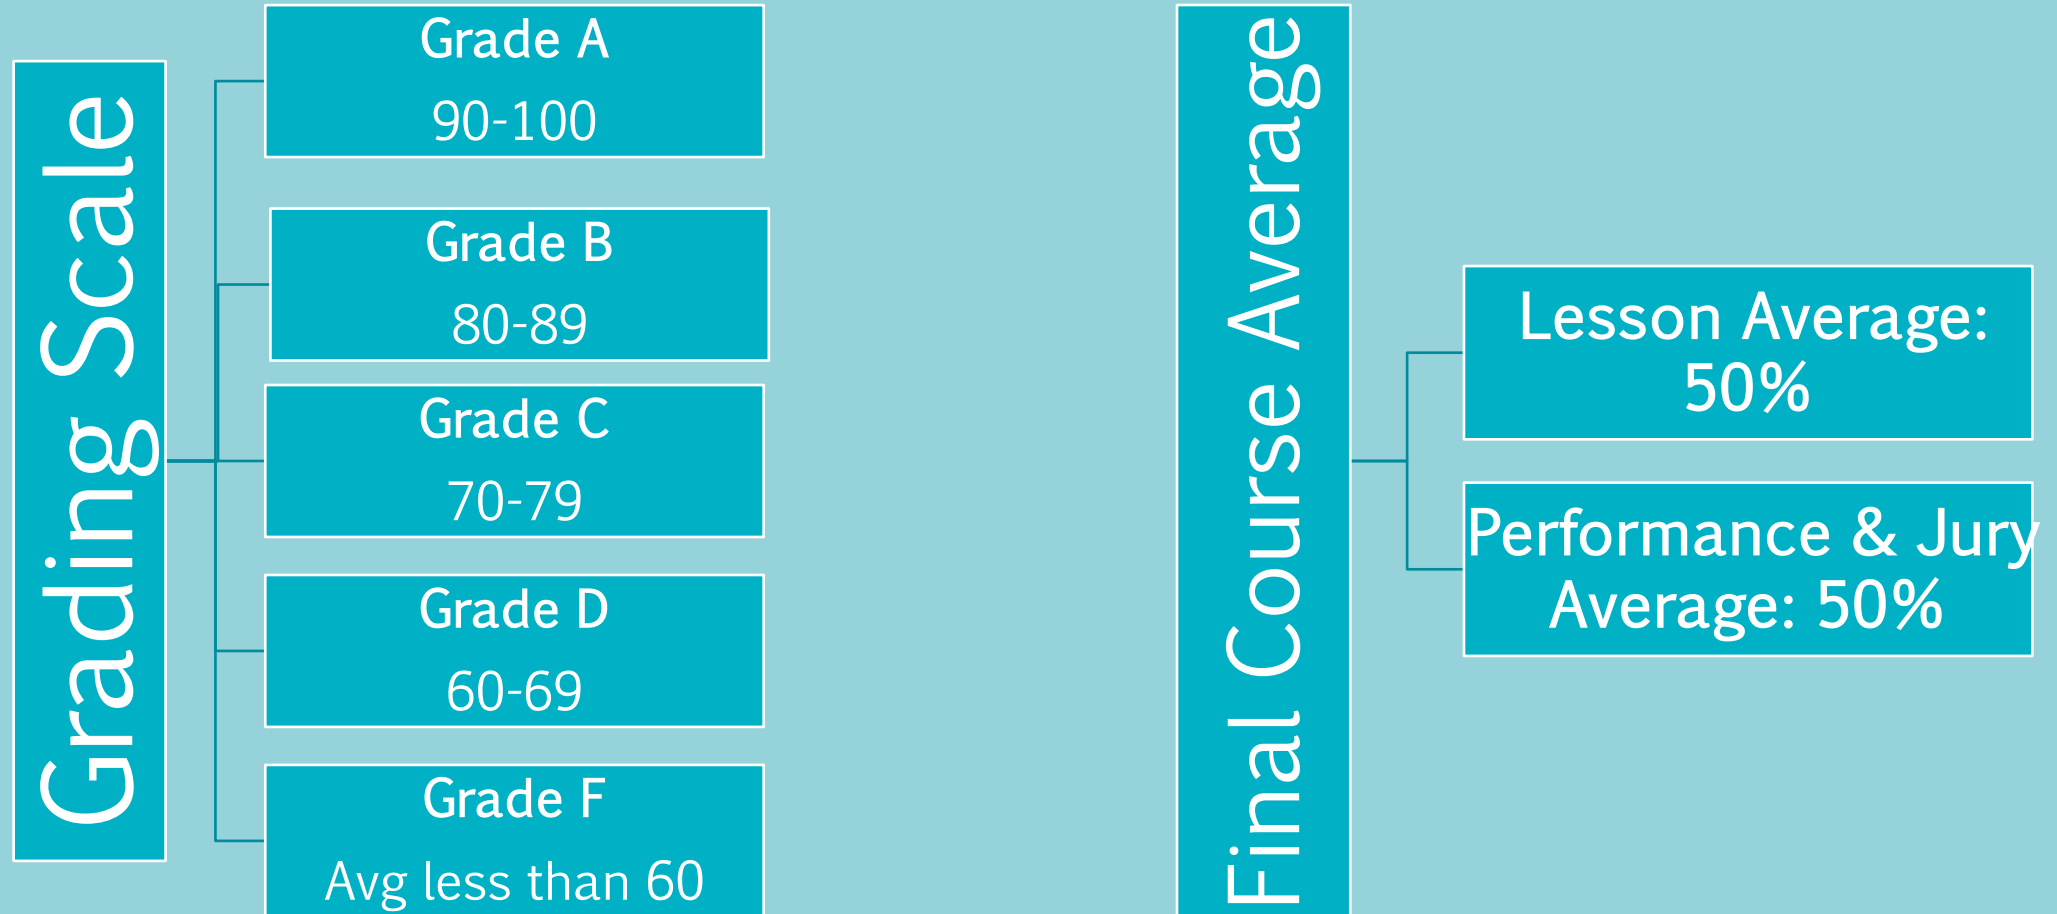 Grading Scale
Grade A
90-100
Grade B
80-89
Grade C
70-79
Grade D
60-69
Grade F
Avg less than 60
Final Course Average
Lesson Average:
50%
Performance & Jury
Average: 50%